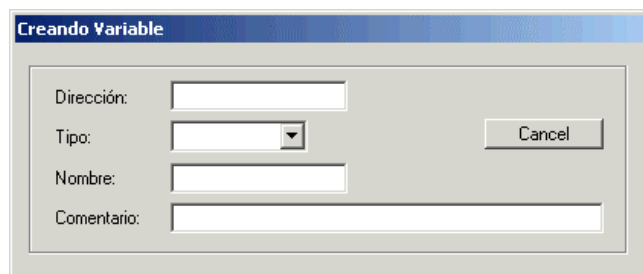 Creando Variable
Dirección:
Tipo:
Cancel
Nombre:
Comentario: